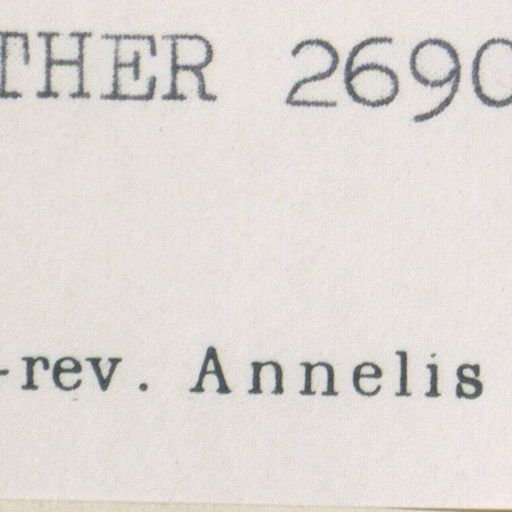 THER 2690
-rev. Annelis